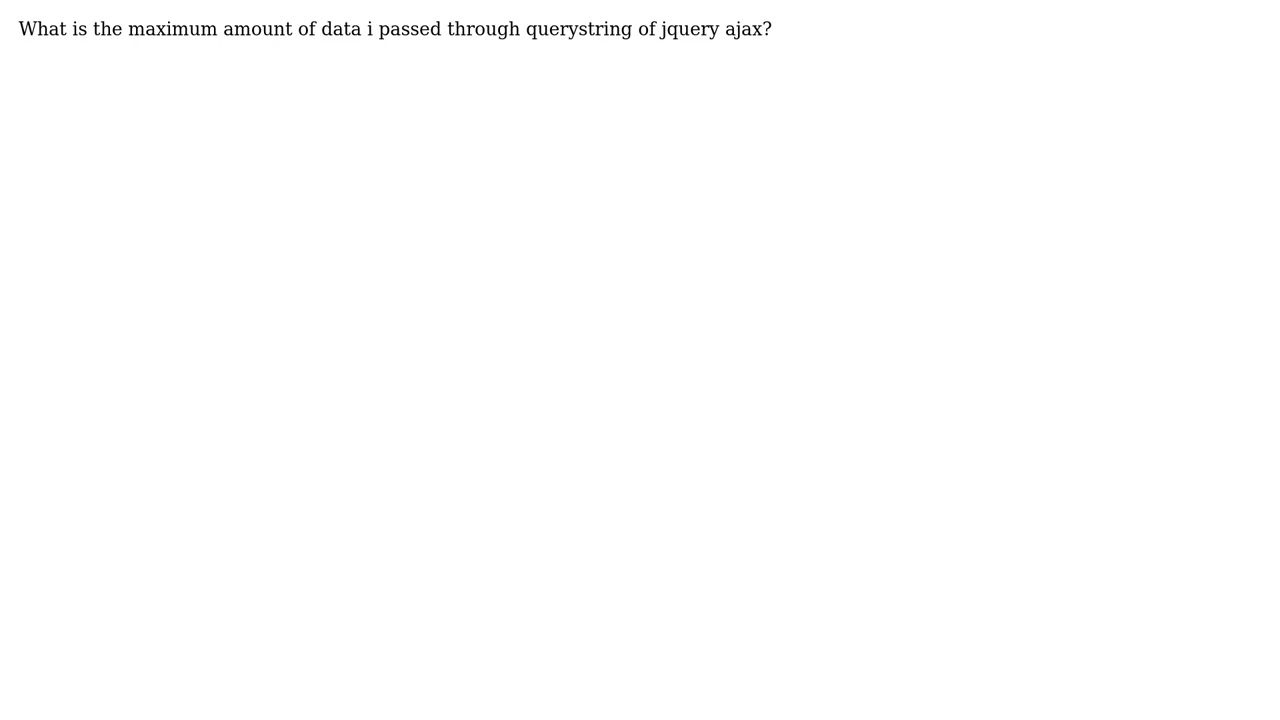 What is the maximum amount of data i passed through querystring of jquery ajax?